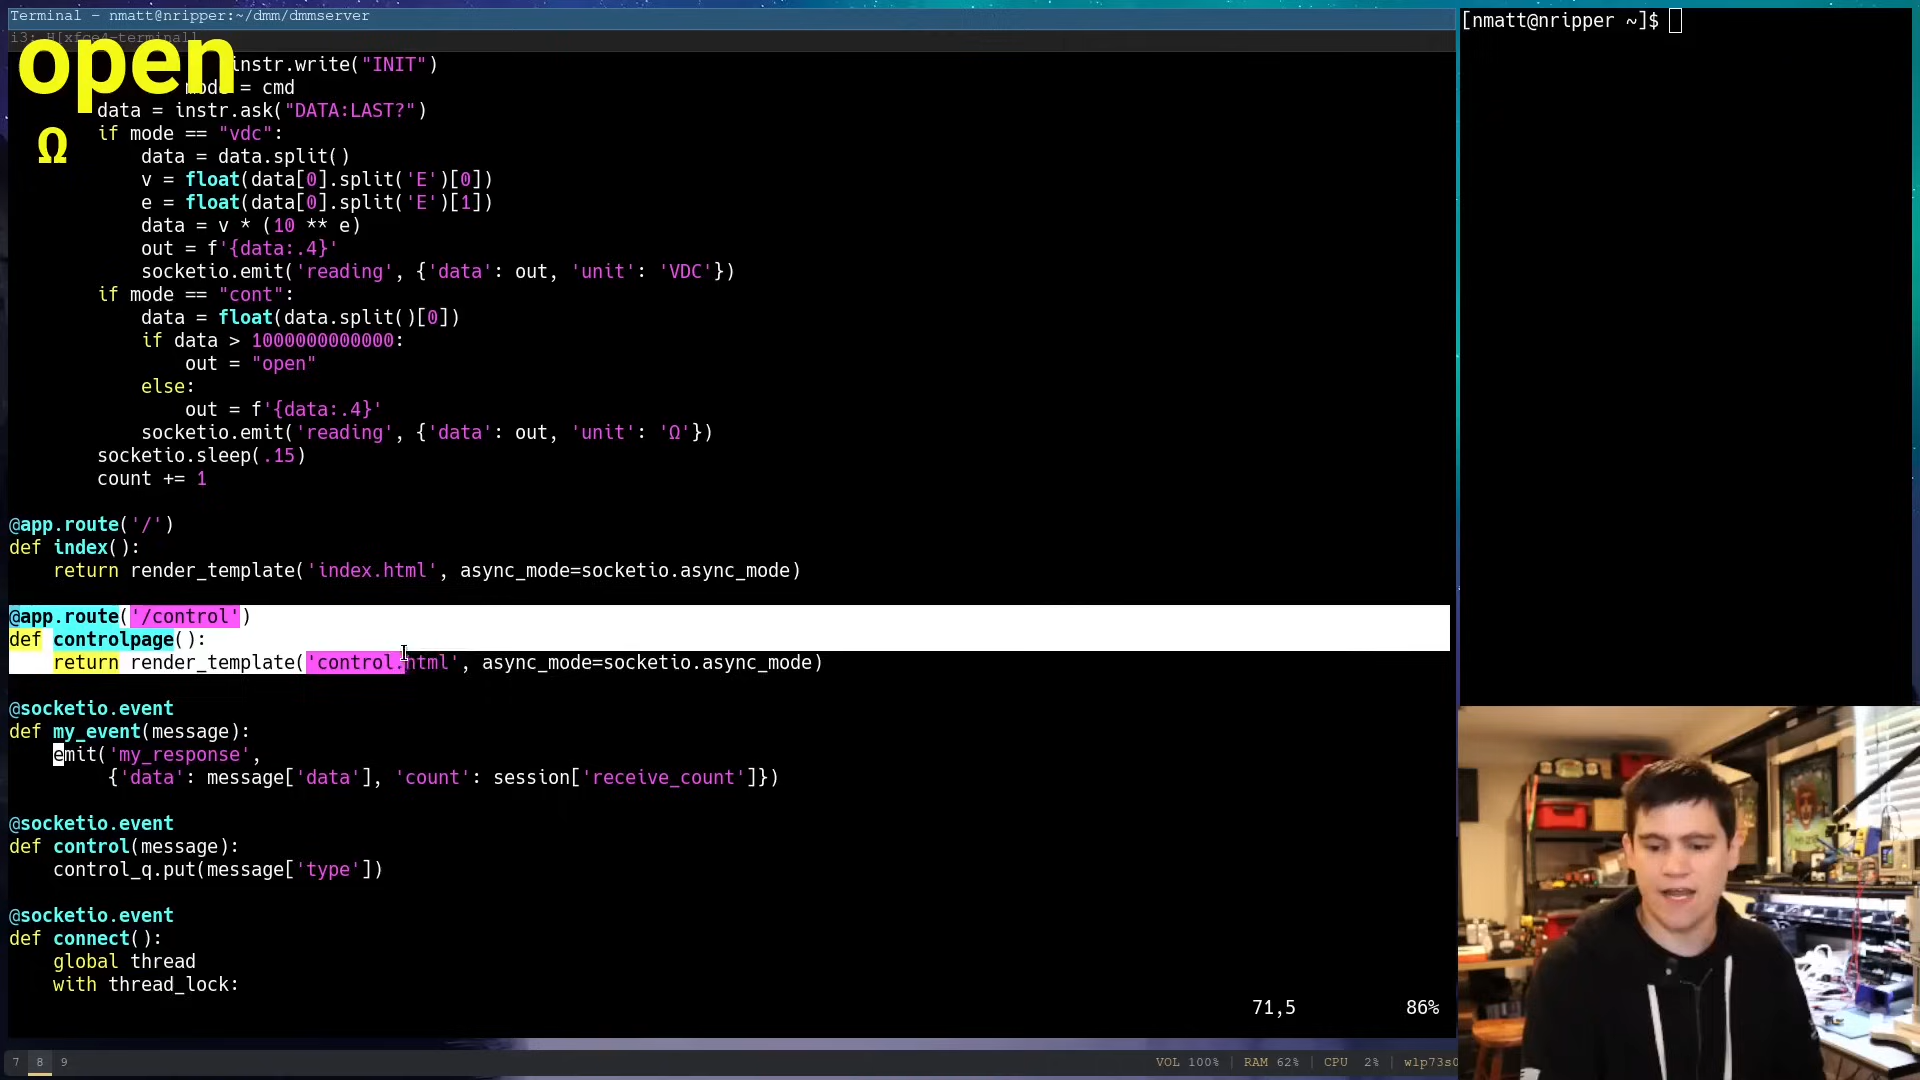 Terminal - nmatt@nripper:~/dmm/dmmserver
i3: H[xfce4-terminal]
open
Ω
instr.write("INIT")
mode = cmd
data = instr.ask("DATA:LAST?")
if mode == "vdc":
data = data.split()
v = float(data[0].split('E')[0])
e = float(data[0].split('E')[1])
data = v * (10 ** e)
out = f'{data:.4}'
socketio.emit('reading', {'data': out, 'unit': 'VDC'})
if mode == "cont":
data = float(data.split()[0])
if data > 1000000000000:
out = "open"
else:
out = f'{data:.4}'
socketio.emit('reading', {'data': out, 'unit': 'Ω'})
socketio.sleep(.15)
count += 1
@app.route('/')
def index():
return render_template('index.html', async_mode=socketio.async_mode)
@app.route('/control')
def controlpage():
return render_template('control.html', async_mode=socketio.async_mode)
@socketio.event
def my_event(message):
emit('my_response',
{'data': message['data'], 'count': session['receive_count']})
@socketio.event
def control(message):
control_q.put(message['type'])
@socketio.event
def connect():
global thread
with thread_lock:
71,5 86%
[nmatt@nripper ~]$
7 8 9
VOL 100% | RAM 62% | CPU 2% | wlp73s0